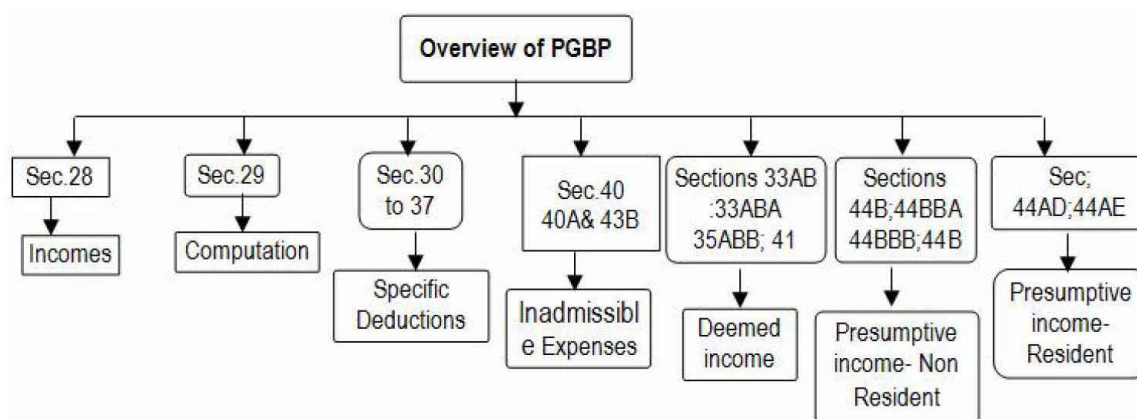 Overview of PGBP
Sec.28
Incomes
Sec.29
Computation
Sec.30
to 37
Specific
Deductions
Sec.40
40A& 43B
Inadmissibl
e Expenses
Sections 33AB
:33ABA
35ABB; 41
Deemed
income
Sections
44B;44BBA
44BBB;44B
Presumptive
income- Non
Resident
Sec;
44AD;44AE
Presumptive
income-
Resident